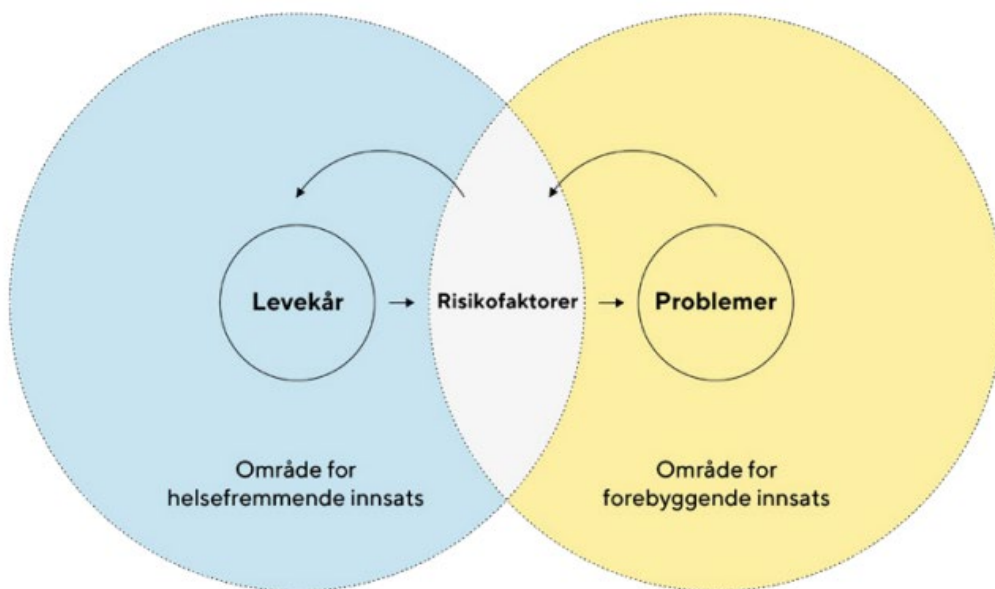 Levekår
Risikofaktorer
Problemer
Område for
helsefremmende innsats
Område for
forebyggende innsats